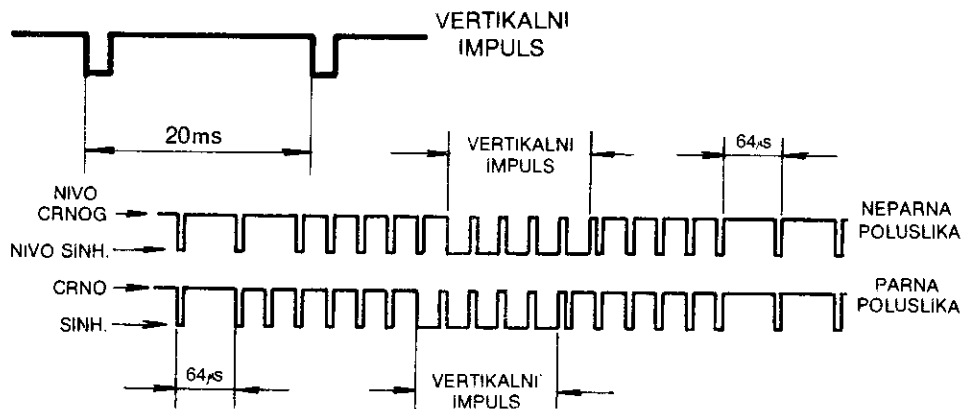 VERTIKALNI
IMPULS
20ms
VERTIKALNI
IMPULS
64µs
NIVO
CRNOG
NIVO SINH.
NEPARNA
POLUSLIKA
CRNO
SINH.
PARNA
POLUSLIKA
64µs
VERTIKALNI
IMPULS